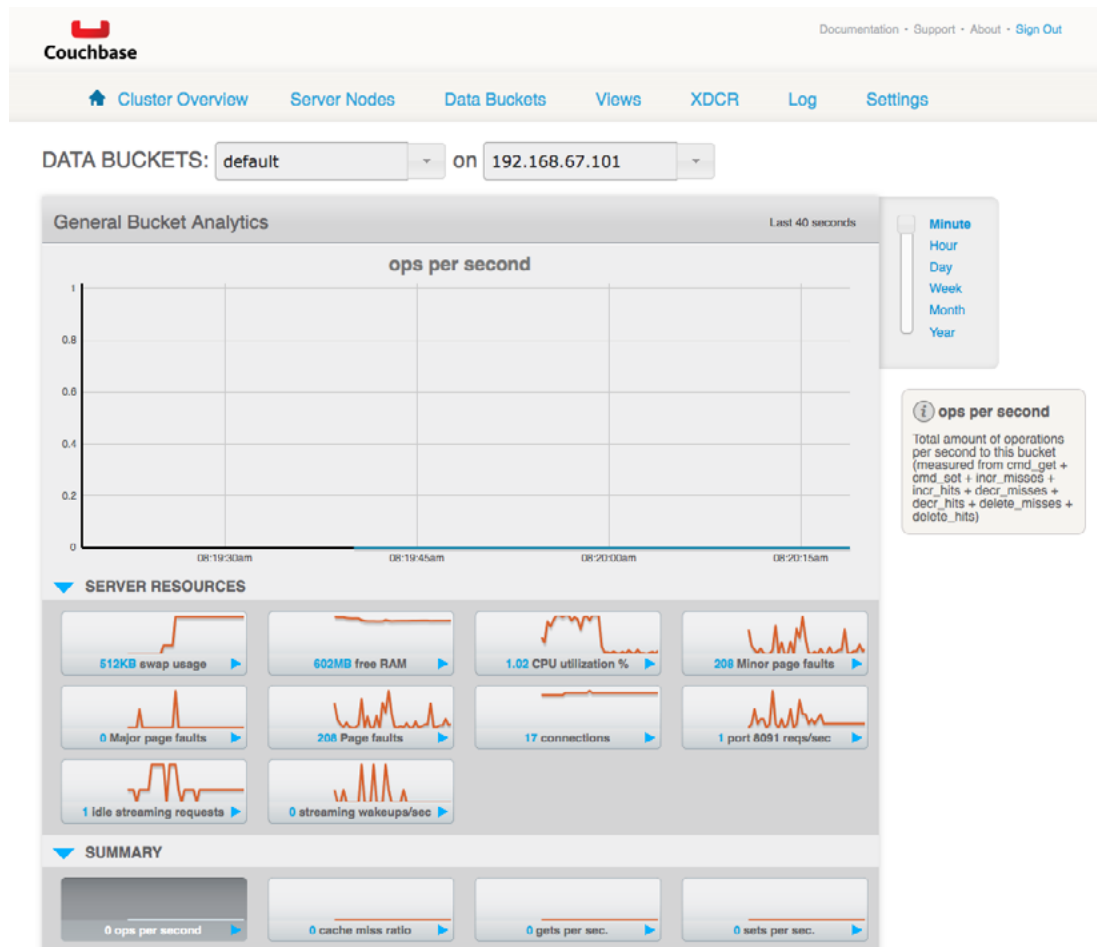 Couchbase
Documentation • Support • About • Sign Out
Cluster Overview Server Nodes Data Buckets Views XDCR Log Settings
DATA BUCKETS: default on 192.168.67.101
General Bucket Analytics Last 40 seconds
Minute
Hour
Day
Week
Month
Year
ops per second
1
0.8
0.6
0.4
0.2
0
08:19:30am 08:19:45am 08:20:00am 08:20:15am
i ops per second
Total amount of operations
per second to this bucket
(measured from cmd_get +
cmd_set + incr_misses +
incr_hits + decr_misses +
decr_hits + delete_misses +
delete_hits)
SERVER RESOURCES
512KB swap usage 602MB free RAM 1.02 CPU utilization % 208 Minor page faults
0 Major page faults 208 Page faults 17 connections 1 port 8091 reqs/sec
1 idle streaming requests 0 streaming wakeups/sec
SUMMARY
0 ops per second 0 cache miss ratio 0 gets per sec. 0 sets per sec.